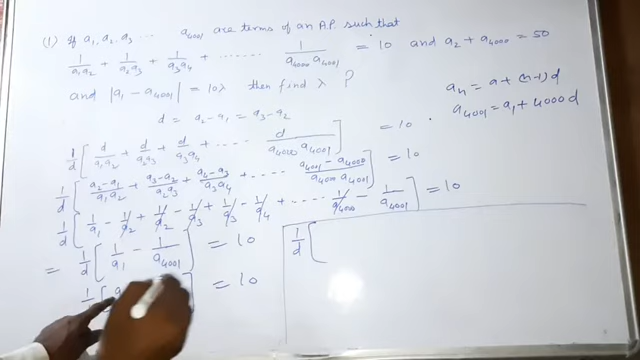 (1) If a₁, a₂, a₃ ...... a₄₀₀₁ are terms of an A.P. such that
1/(a₁a₂) + 1/(a₂a₃) + 1/(a₃a₄) + ....... 1/(a₄₀₀₀ a₄₀₀₁) = 10 and a₂ + a₄₀₀₀ = 50
and |a₁ - a₄₀₀₁| = 10λ then find λ ?
aₙ = a + (n-1)d
a₄₀₀₁ = a₁ + 4000d
d = a₂ - a₁ = a₃ - a₂
1/d [ d/(a₁a₂) + d/(a₂a₃) + d/(a₃a₄) + .... d/(a₄₀₀₀ a₄₀₀₁) ] = 10
1/d [ (a₂-a₁)/(a₁a₂) + (a₃-a₂)/(a₂a₃) + (a₄-a₃)/(a₃a₄) + .... (a₄₀₀₁ - a₄₀₀₀)/(a₄₀₀₀ a₄₀₀₁) ] = 10
1/d [ 1/a₁ - 1/a₂ + 1/a₂ - 1/a₃ + 1/a₃ - 1/a₄ + .... 1/a₄₀₀₀ - 1/a₄₀₀₁ ] = 10
= 1/d [ 1/a₁ - 1/a₄₀₀₁ ] = 10
= 10
1/d [